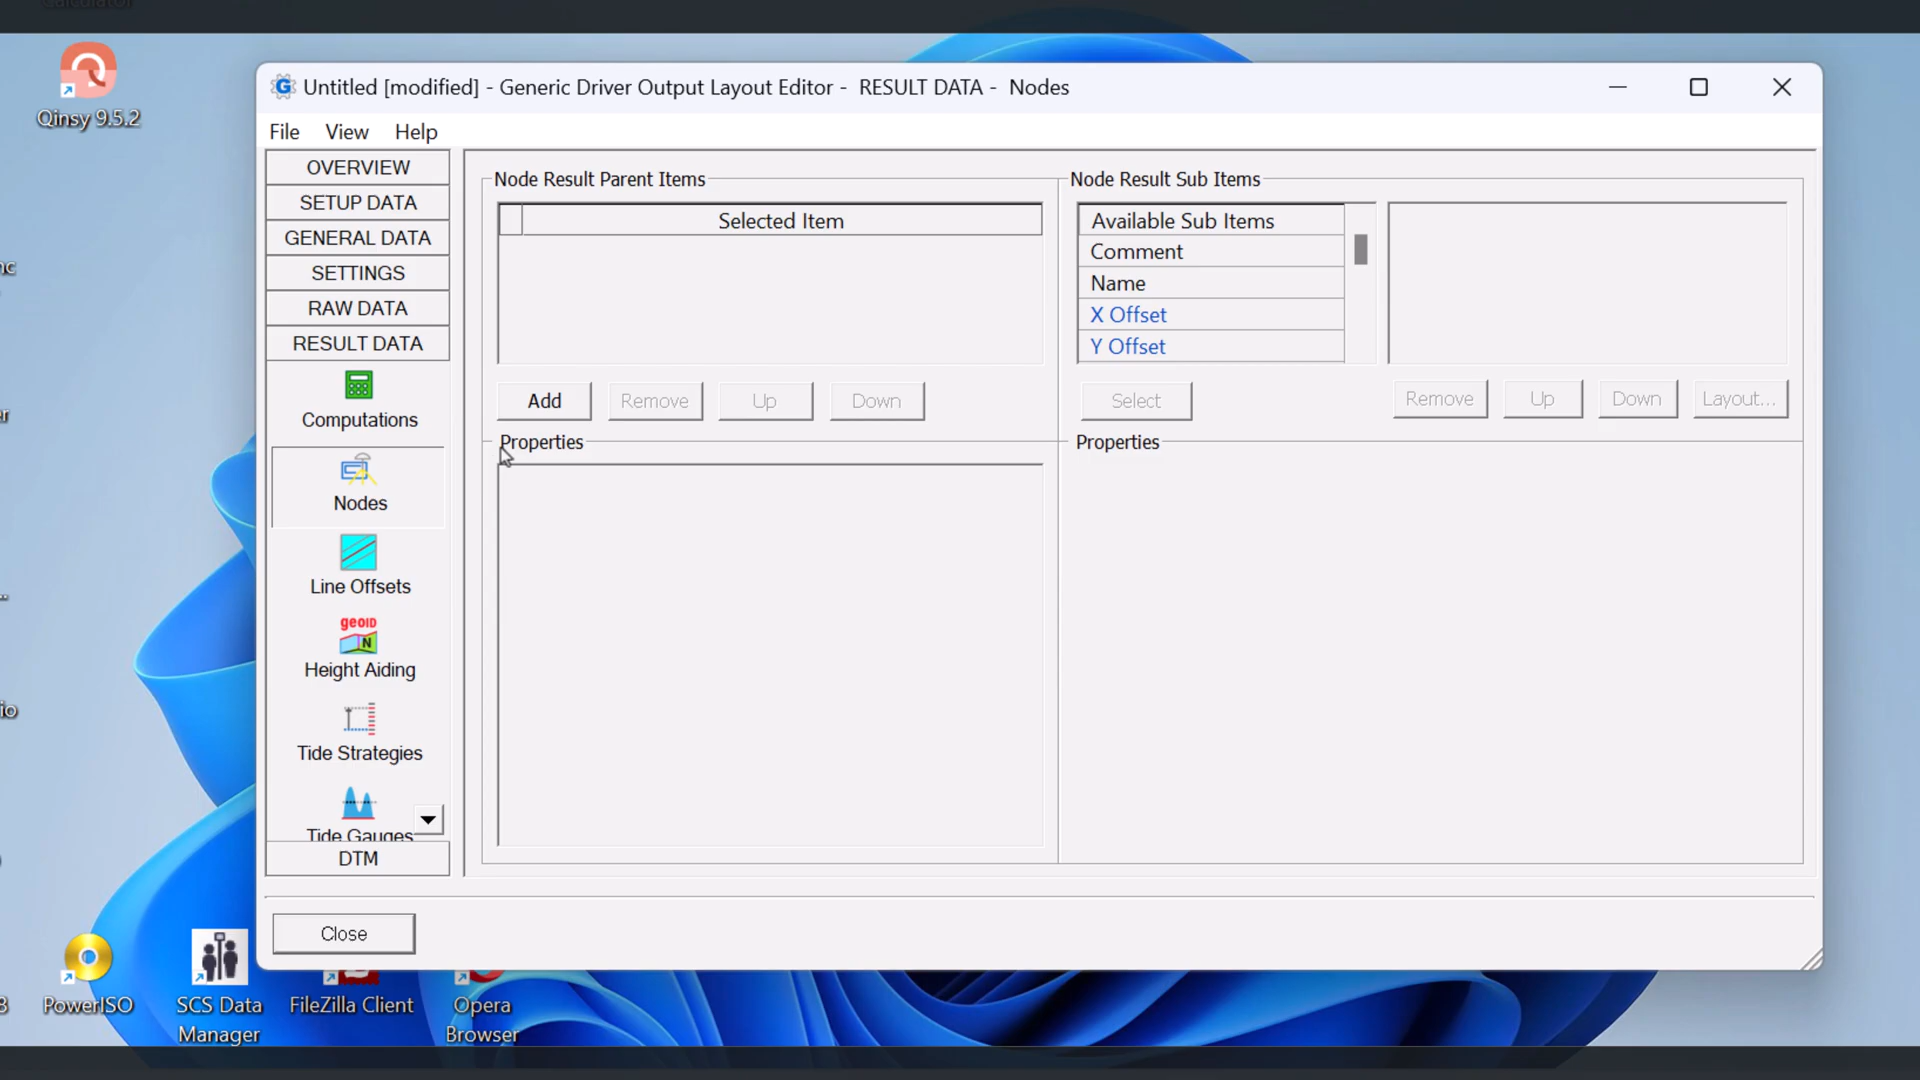 Qinsy 9.5.2
Untitled [modified] - Generic Driver Output Layout Editor - RESULT DATA - Nodes
File View Help
OVERVIEW
SETUP DATA
GENERAL DATA
SETTINGS
RAW DATA
RESULT DATA
Computations
Nodes
Line Offsets
geoID
N
Height Aiding
Tide Strategies
Tide Gauges
DTM
Node Result Parent Items
Selected Item
Add Remove Up Down
Properties
Node Result Sub Items
Available Sub Items
Comment
Name
X Offset
Y Offset
Select
Remove Up Down Layout...
Properties
Close
PowerISO
SCS Data
Manager
FileZilla Client
Opera
Browser